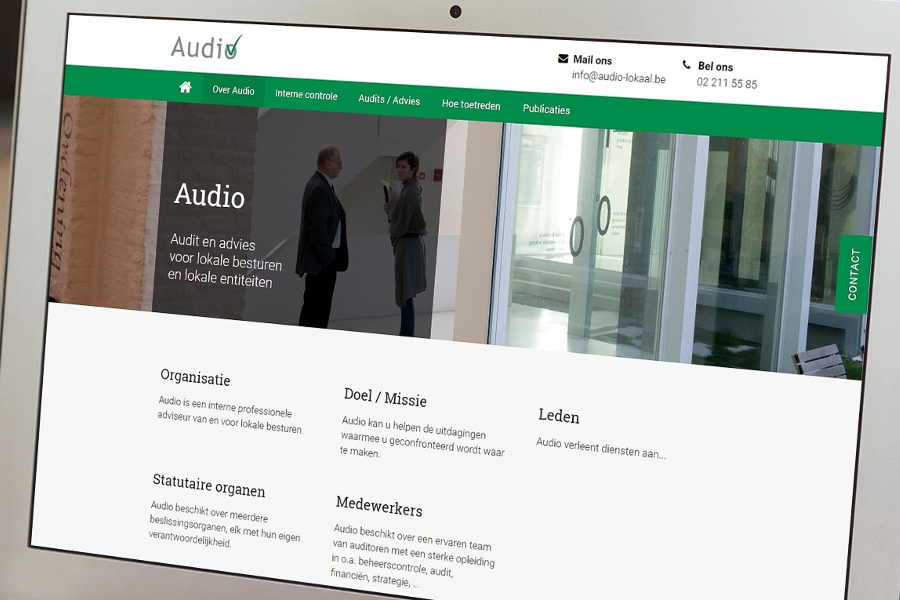 Audio
Mail ons
info@audio-lokaal.be
Bel ons
02 211 55 85
Over Audio
Interne controle
Audits / Advies
Hoe toetreden
Publicaties
Audio
Audit en advies
voor lokale besturen
en lokale entiteiten
CONTACT
Organisatie
Audio is een interne professionele
adviseur van en voor lokale besturen.
Doel / Missie
Audio kan u helpen de uitdagingen
waarmee u geconfronteerd wordt waar
te maken.
Leden
Audio verleent diensten aan...
Statutaire organen
Audio beschikt over meerdere
beslissingsorganen, elk met hun eigen
verantwoordelijkheid.
Medewerkers
Audio beschikt over een ervaren team
van auditoren met een sterke opleiding
in o.a. beheerscontrole, audit,
financiën, strategie, ...